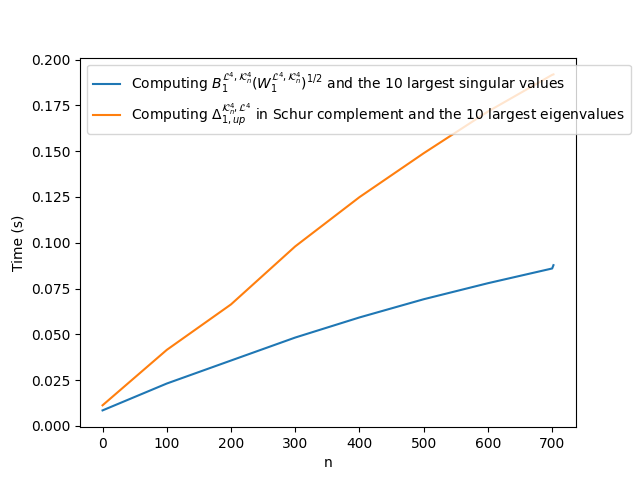 0.200
0.175
0.150
0.125
0.100
0.075
0.050
0.025
0.000
Time (s)
Computing $B_1^{\mathcal{L}^4,\mathcal{K}_n^4}(W_1^{\mathcal{L}^4,\mathcal{K}_n^4})^{1/2}$ and the 10 largest singular values
Computing $\Delta_{1,up}^{\mathcal{K}_n^4,\mathcal{L}^4}$ in Schur complement and the 10 largest eigenvalues
0 100 200 300 400 500 600 700
n